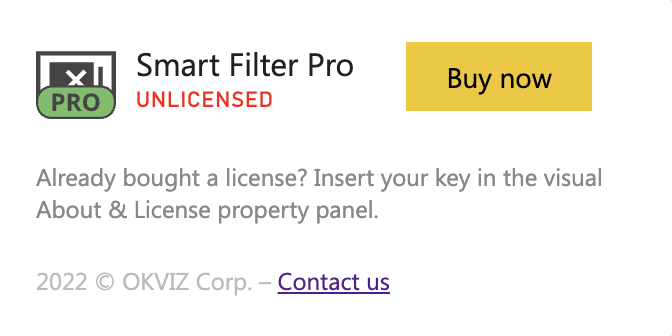 Smart Filter Pro
UNLICENSED
PRO
Buy now
Already bought a license? Insert your key in the visual
About & License property panel.
2022 © OKVIZ Corp. – Contact us